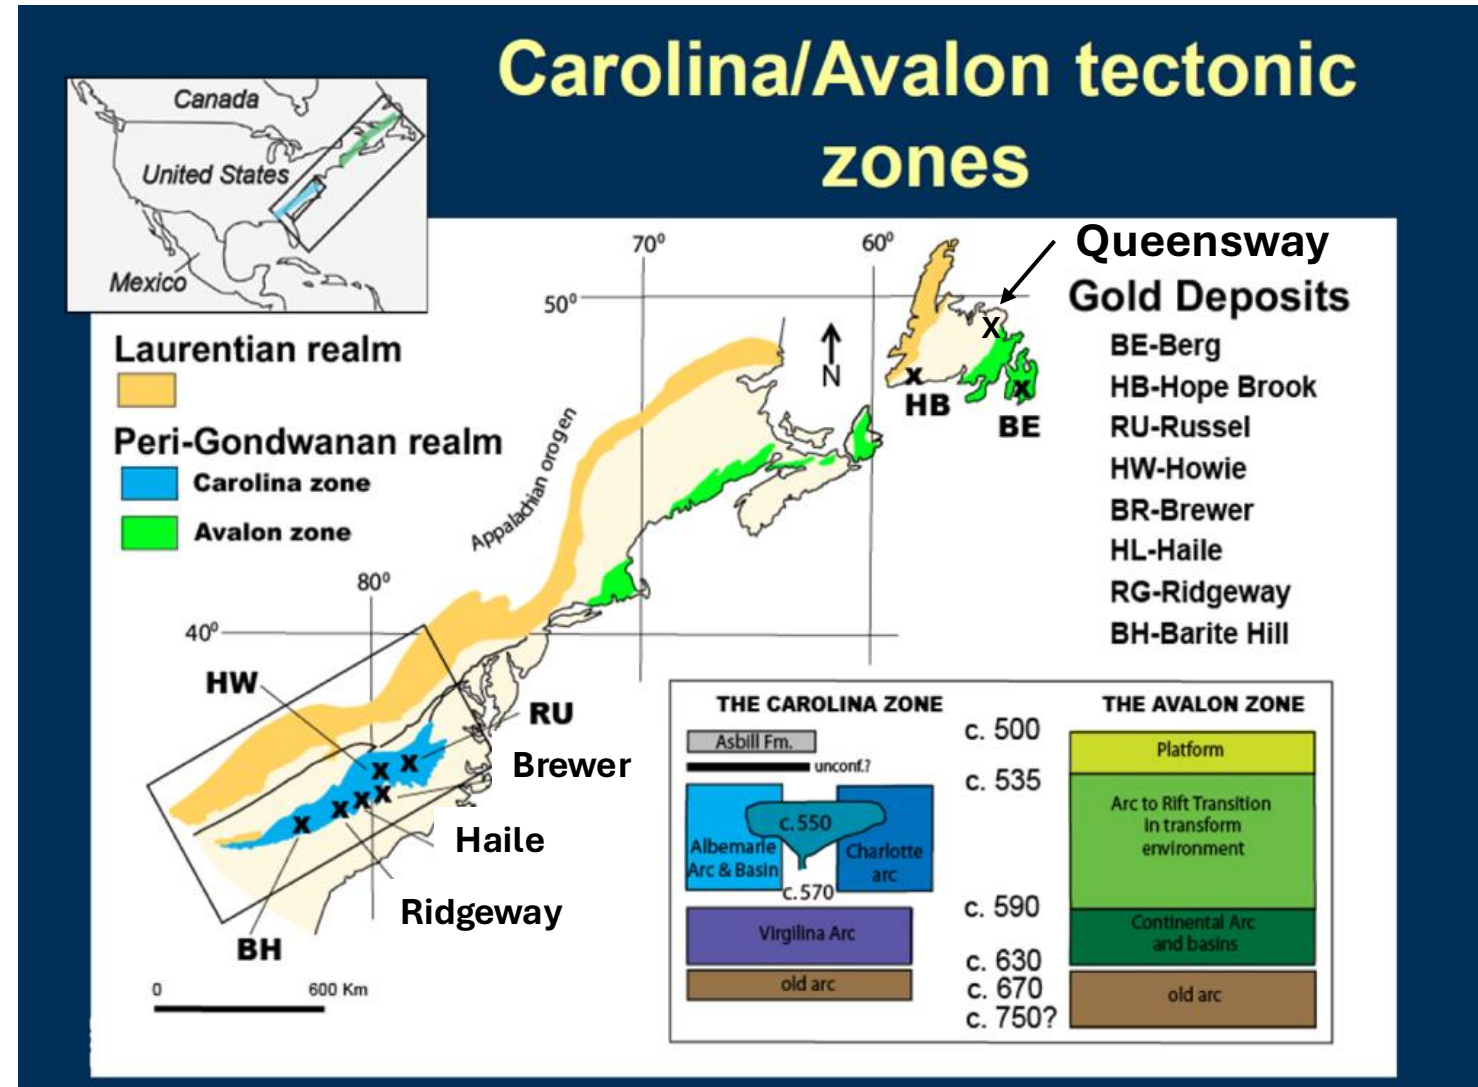 Carolina/Avalon tectonic
zones
Canada
United States
Mexico
Laurentian realm
Peri-Gondwanan realm
Carolina zone
Avalon zone
Appalachian orogen
70⁰
60⁰
50⁰
80⁰
40⁰
N
Queensway
X
X
HB
X
BE
Gold Deposits
BE-Berg
HB-Hope Brook
RU-Russel
HW-Howie
BR-Brewer
HL-Haile
RG-Ridgeway
BH-Barite Hill
HW
RU
X X
Brewer
X X X X
Haile
Ridgeway
BH
0 600 Km
THE CAROLINA ZONE
Asbill Fm.
unconf.?
c.550
Albemarle
Arc & Basin
Charlotte
arc
c.570
Virgilina Arc
old arc
c. 500
c. 535
c. 590
c. 630
c. 670
c. 750?
THE AVALON ZONE
Platform
Arc to Rift Transition
in transform
environment
Continental Arc
and basins
old arc